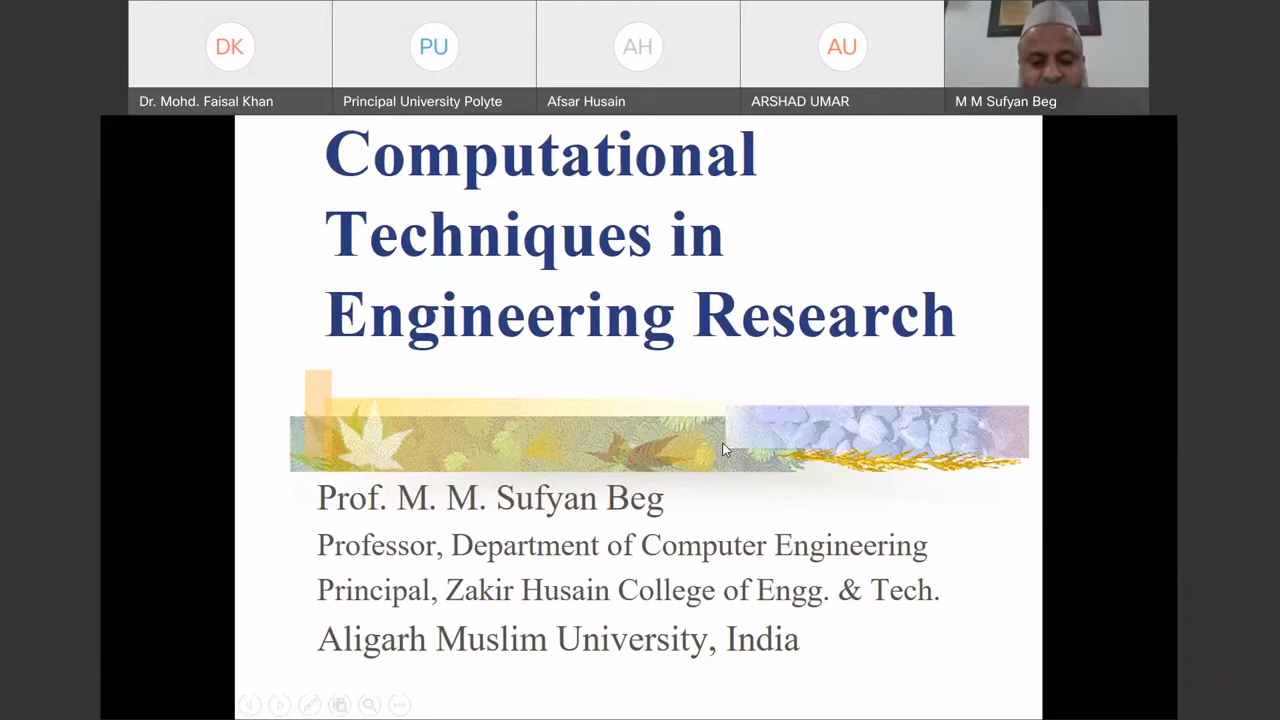 DK
PU
AH
AU
Dr. Mohd. Faisal Khan
Principal University Polyte
Afsar Husain
ARSHAD UMAR
M M Sufyan Beg
Computational
Techniques in
Engineering Research
Prof. M. M. Sufyan Beg
Professor, Department of Computer Engineering
Principal, Zakir Husain College of Engg. & Tech.
Aligarh Muslim University, India